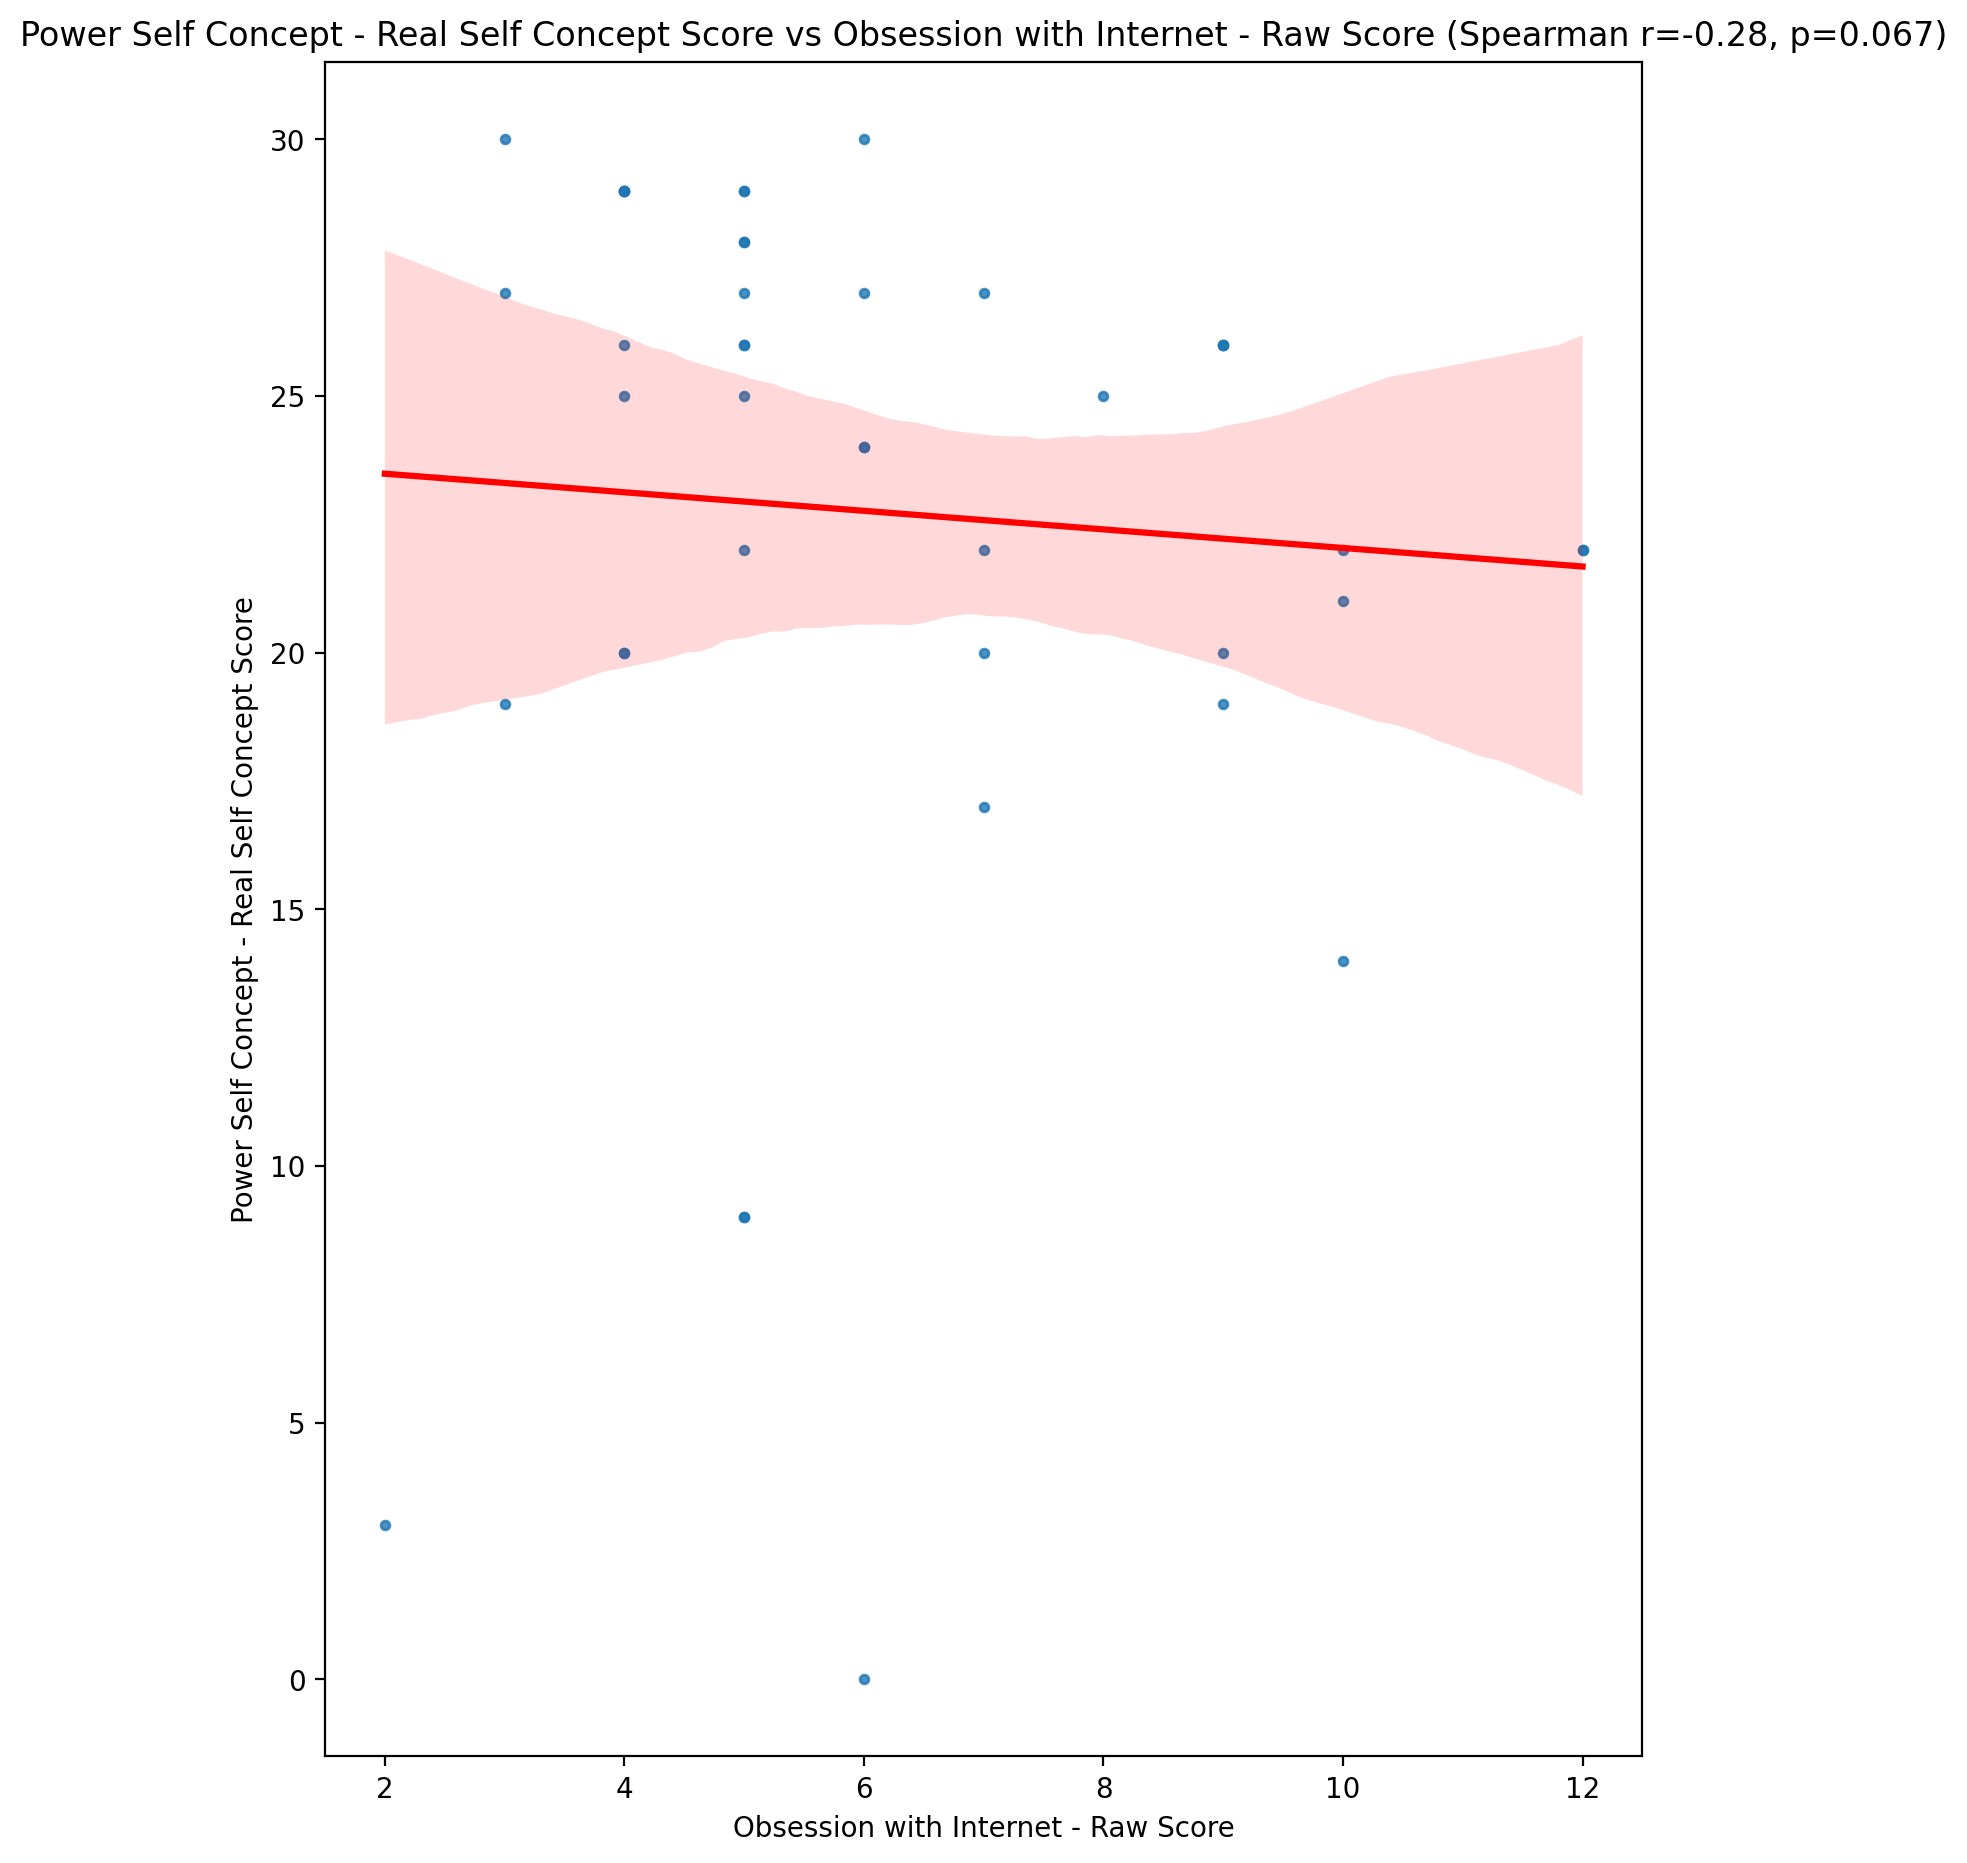 Power Self Concept - Real Self Concept Score vs Obsession with Internet - Raw Score (Spearman r=-0.28, p=0.067)
30
25
20
15
10
5
0
Power Self Concept - Real Self Concept Score
2 4 6 8 10 12
Obsession with Internet - Raw Score